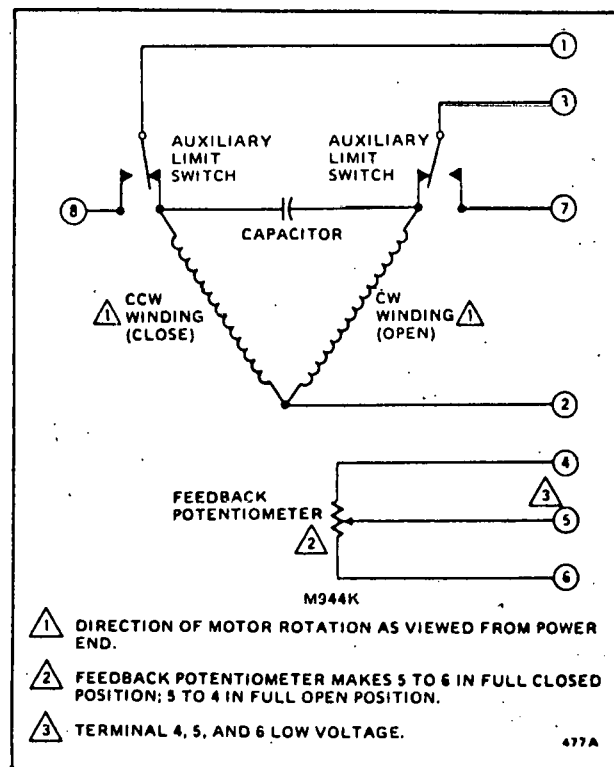 1
3
AUXILIARY
LIMIT
SWITCH
AUXILIARY
LIMIT
SWITCH
8
7
CAPACITOR
1
CCW
WINDING
(CLOSE)
CW
WINDING
(OPEN)
1
2
4
FEEDBACK
POTENTIOMETER
3
5
2
6
M944K
1 DIRECTION OF MOTOR ROTATION AS VIEWED FROM POWER
END.
2 FEEDBACK POTENTIOMETER MAKES 5 TO 6 IN FULL CLOSED
POSITION; 5 TO 4 IN FULL OPEN POSITION.
3 TERMINAL 4, 5, AND 6 LOW VOLTAGE.
477A